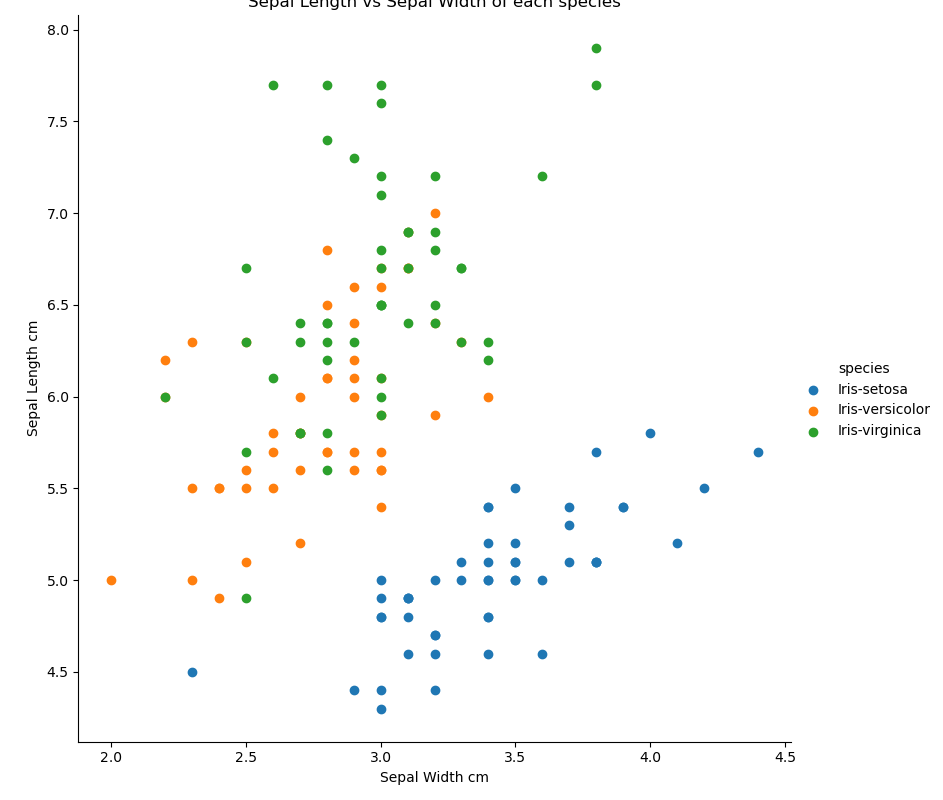 Sepal Length vs Sepal Width of each species
8.0
7.5
7.0
6.5
6.0
5.5
5.0
4.5
Sepal Length cm
2.0 2.5 3.0 3.5 4.0 4.5
Sepal Width cm
species
Iris-setosa
Iris-versicolor
Iris-virginica